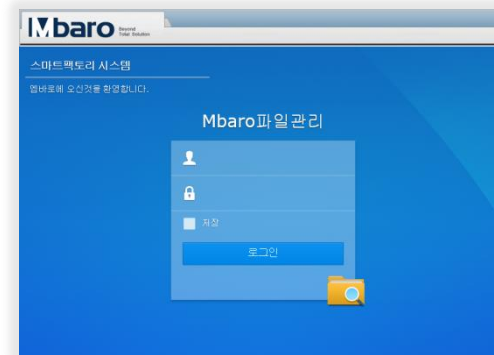 Mbaro Beyond
Total Solution
스마트팩토리 시스템
엠바로에 오신것을 환영합니다.
Mbaro파일관리
저장
로그인